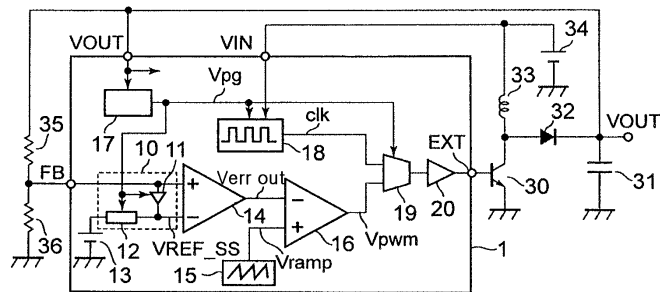 VOUT
VIN
34
Vpg
33
17
clk
32
VOUT
35
10
11
18
EXT
FB
Verr out
31
30
14
19
20
36
12
16
Vpwm
VREF_SS
13
15
Vramp
1